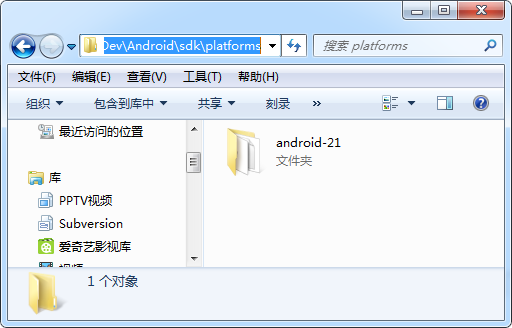 Dev\Android\sdk\platforms
搜索 platforms
文件(F) 编辑(E) 查看(V) 工具(T) 帮助(H)
组织 包含到库中 共享 刻录 »
最近访问的位置
库
PPTV视频
Subversion
爱奇艺影视库
视频
android-21
文件夹
1 个对象